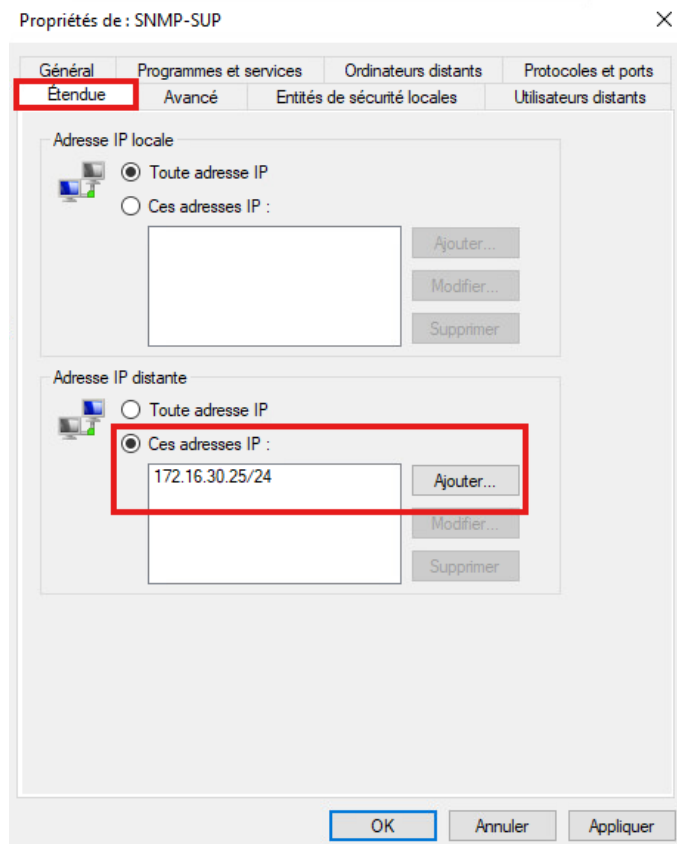 Propriétés de : SNMP-SUP
Général Programmes et services Ordinateurs distants Protocoles et ports
Étendue Avancé Entités de sécurité locales Utilisateurs distants
Adresse IP locale
Toute adresse IP
Ces adresses IP :
Ajouter...
Modifier...
Supprimer
Adresse IP distante
Toute adresse IP
Ces adresses IP :
172.16.30.25/24 Ajouter...
Modifier...
Supprimer
OK Annuler Appliquer